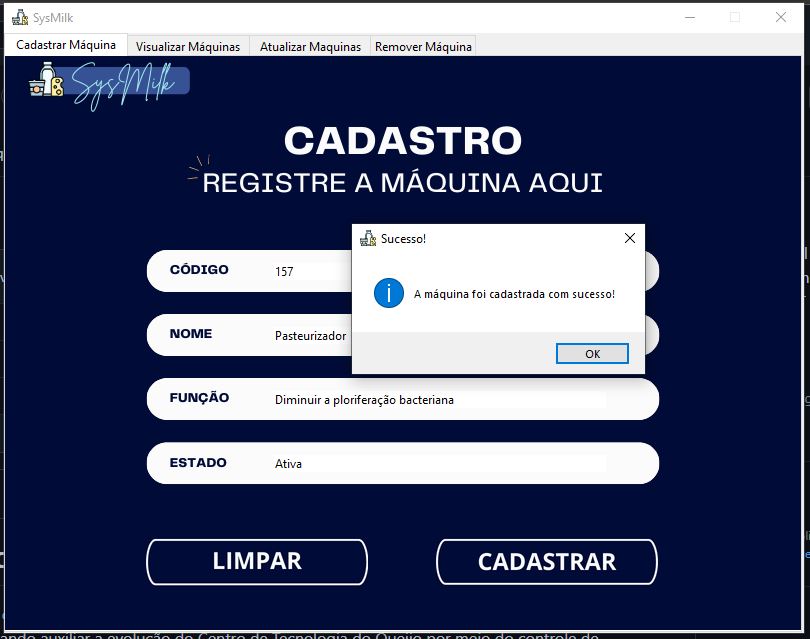 SysMilk
Cadastrar Máquina
Visualizar Máquinas
Atualizar Maquinas
Remover Máquina
SysMilk
CADASTRO
REGISTRE A MÁQUINA AQUI
Sucesso!
A máquina foi cadastrada com sucesso!
OK
CÓDIGO 157
NOME Pasteurizador
FUNÇÃO Diminuir a ploriferação bacteriana
ESTADO Ativa
LIMPAR
CADASTRAR